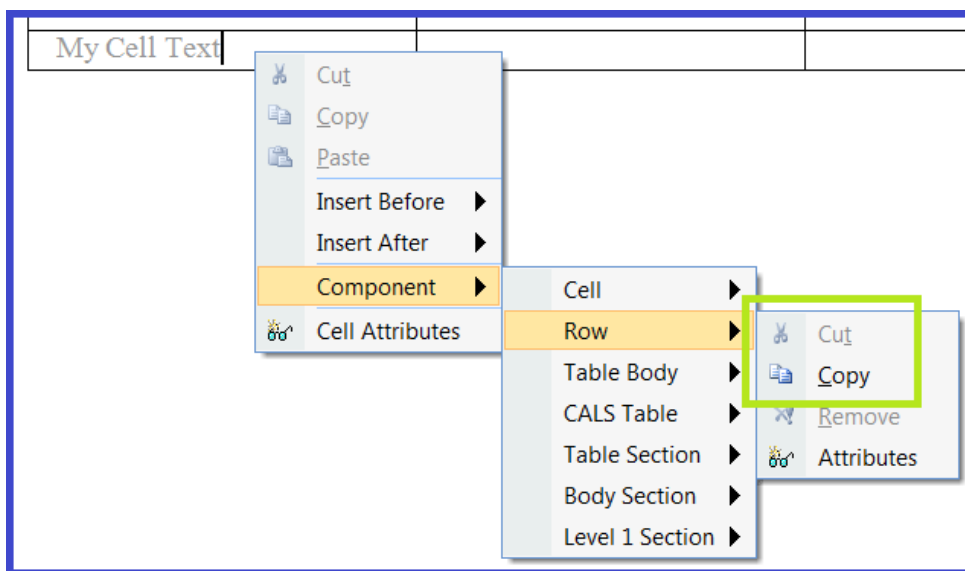 My Cell Text
Cut
Copy
Paste
Insert Before
Insert After
Component
Cell Attributes
Cell
Row
Table Body
CALS Table
Table Section
Body Section
Level 1 Section
Cut
Copy
Remove
Attributes